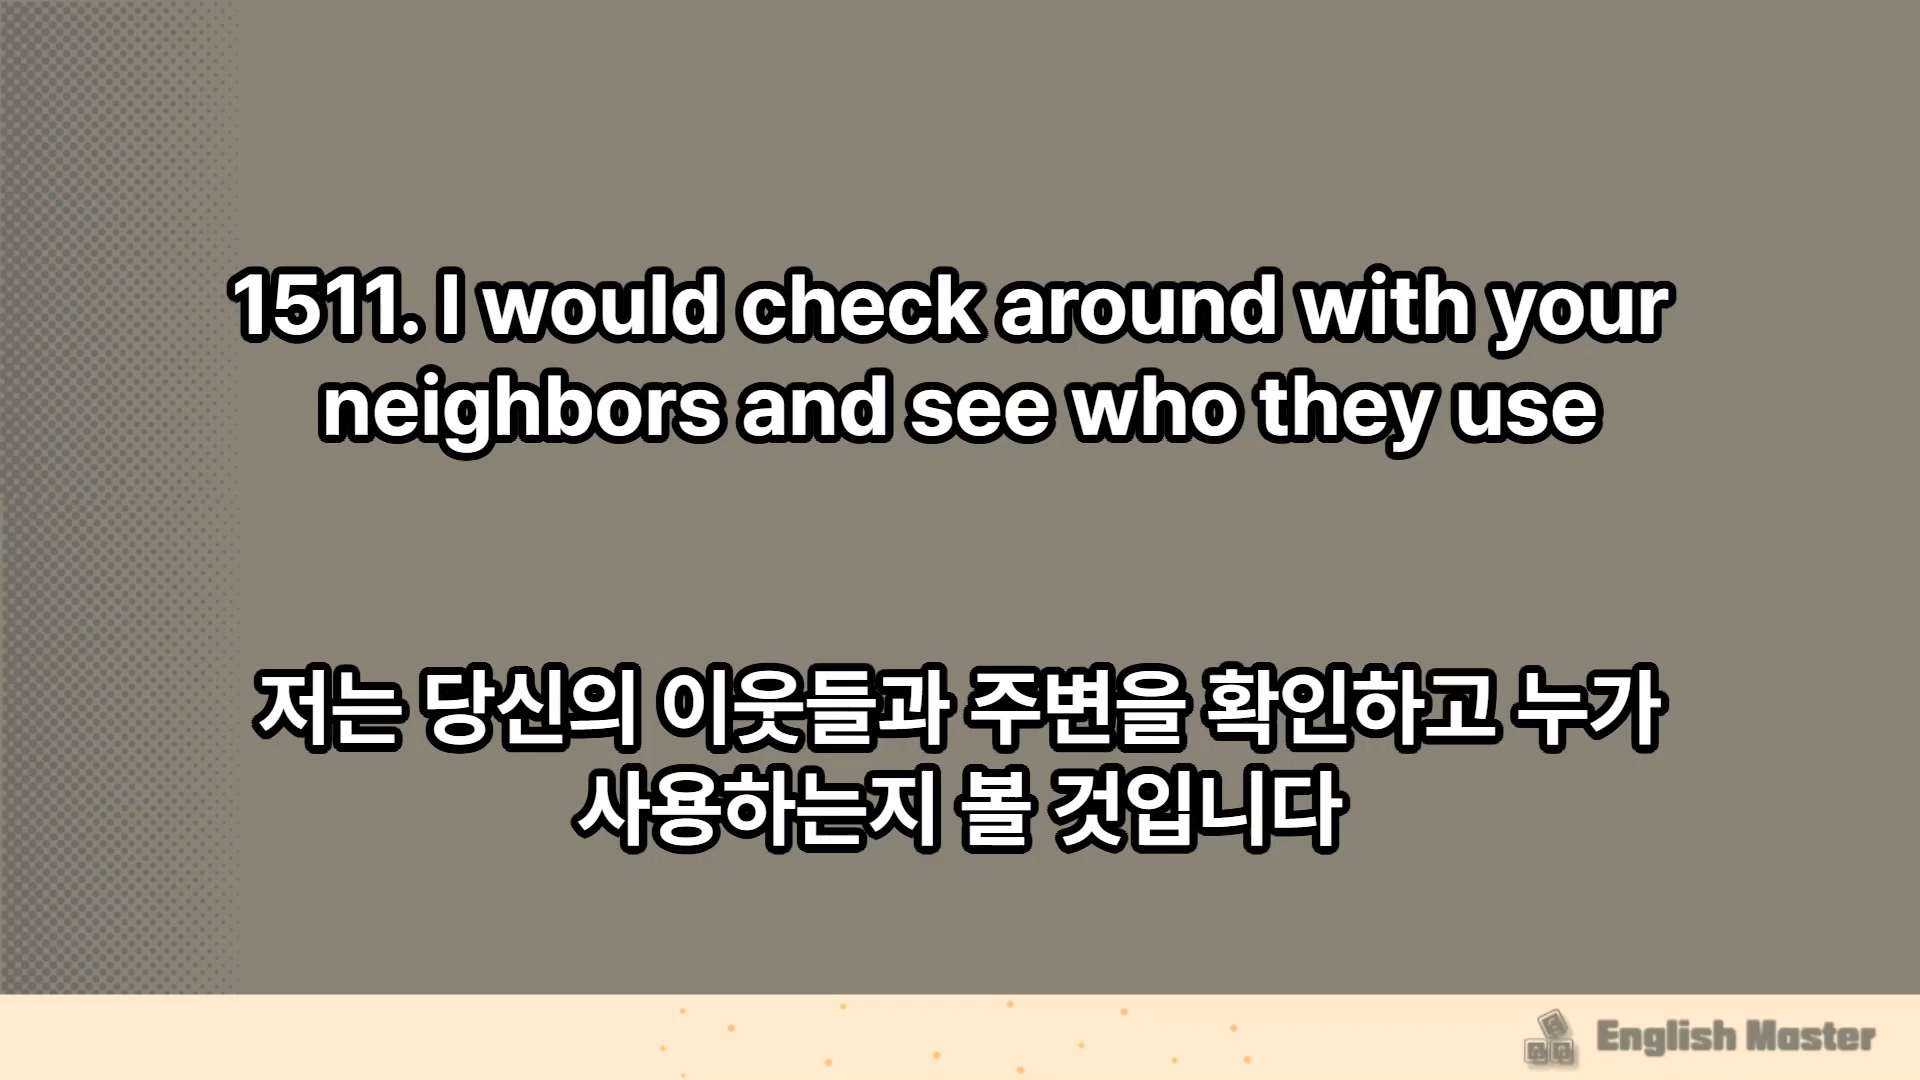 1511. I would check around with your
neighbors and see who they use
저는 당신의 이웃들과 주변을 확인하고 누가
사용하는지 볼 것입니다
English Master